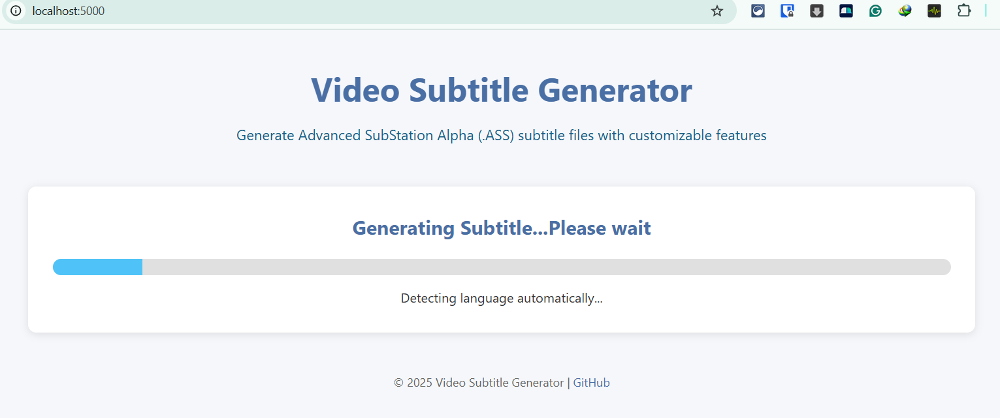 localhost:5000
Video Subtitle Generator
Generate Advanced SubStation Alpha (.ASS) subtitle files with customizable features
Generating Subtitle...Please wait
Detecting language automatically...
© 2025 Video Subtitle Generator | GitHub